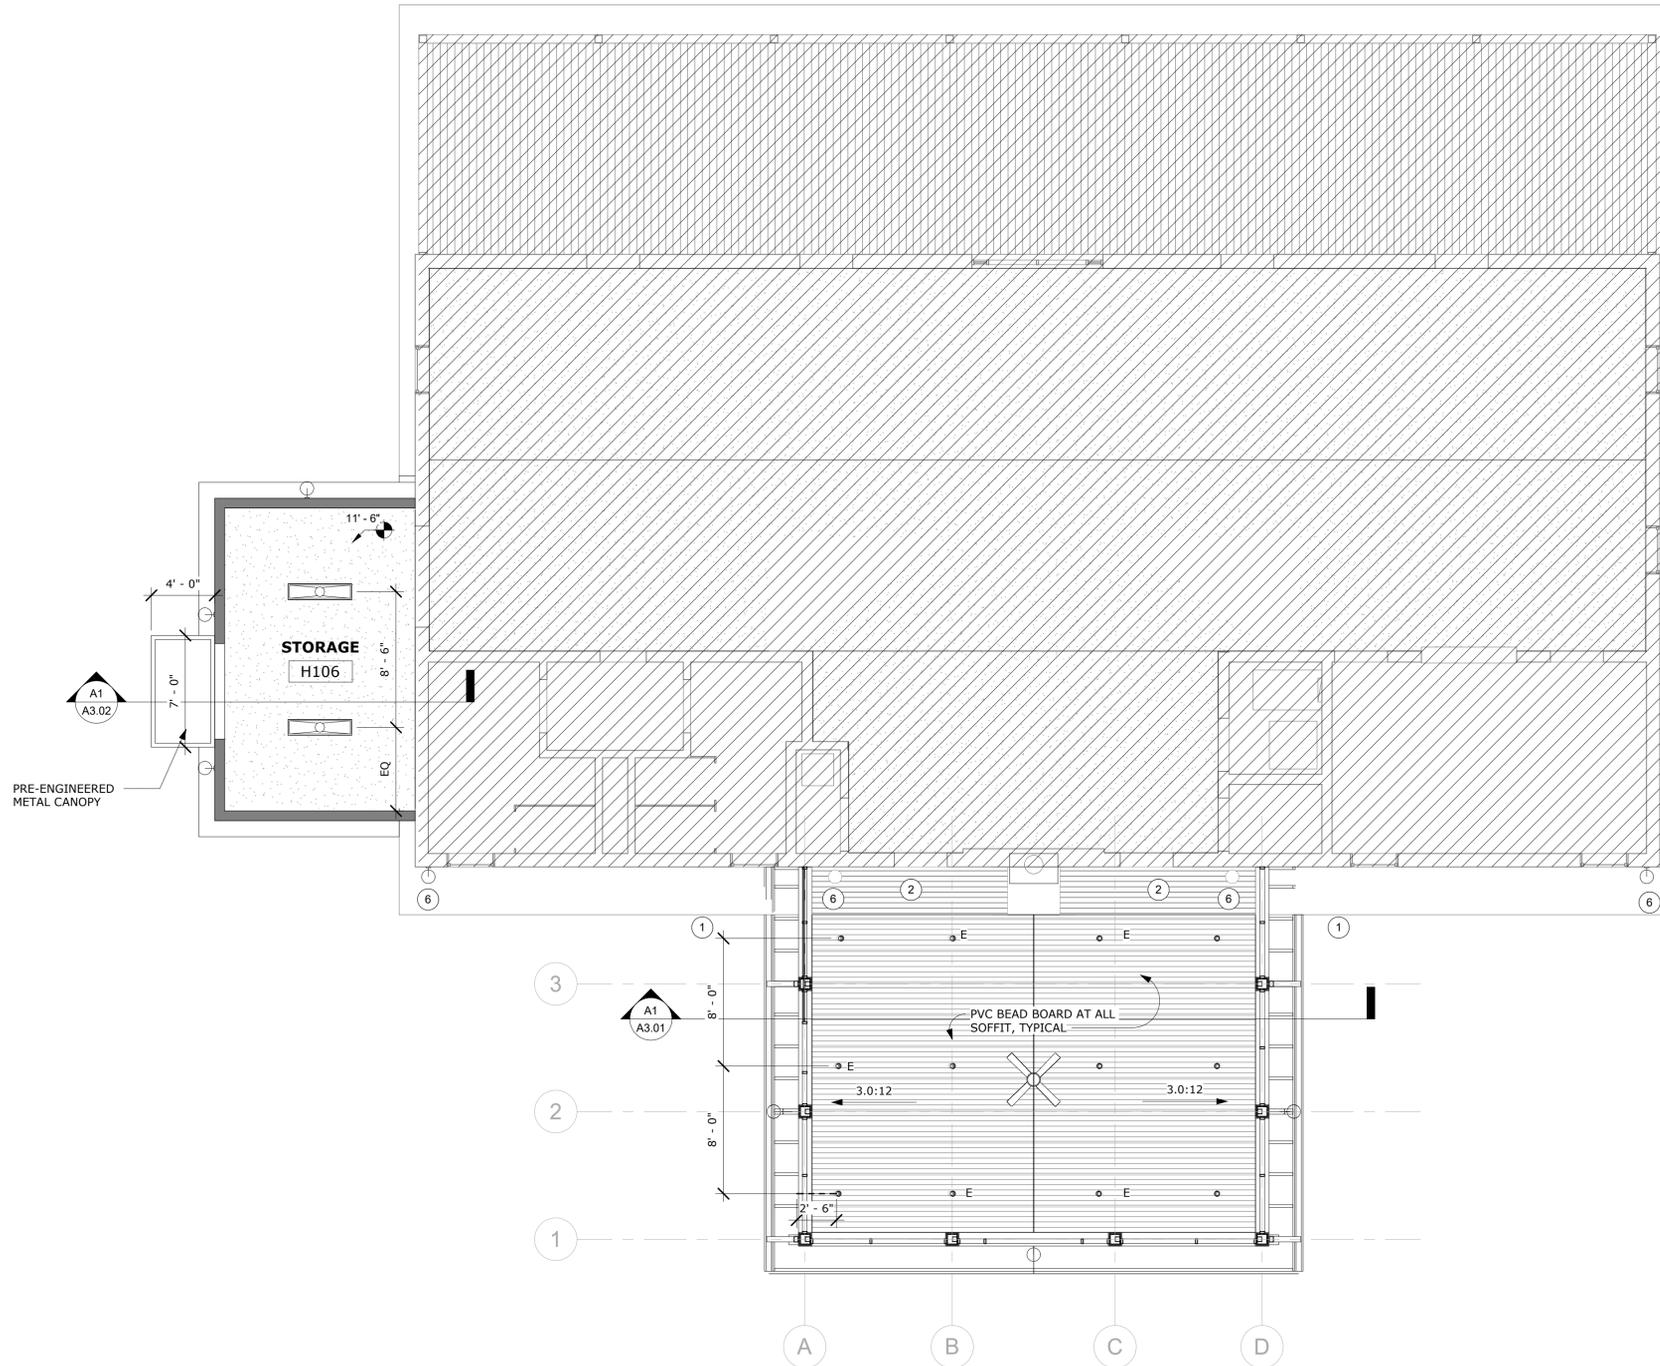 11' - 6"
4' - 0"
STORAGE
H106
8' - 6"
7' - 0"
A1
A3.02
EQ
PRE-ENGINEERED
METAL CANOPY
6
6
2
2
6
6
1
E
E
1
3
8' - 0"
A1
A3.01
PVC BEAD BOARD AT ALL
SOFFIT, TYPICAL
E
3.0:12
3.0:12
2
8' - 0"
E
E
2' - 6"
1
A
B
C
D